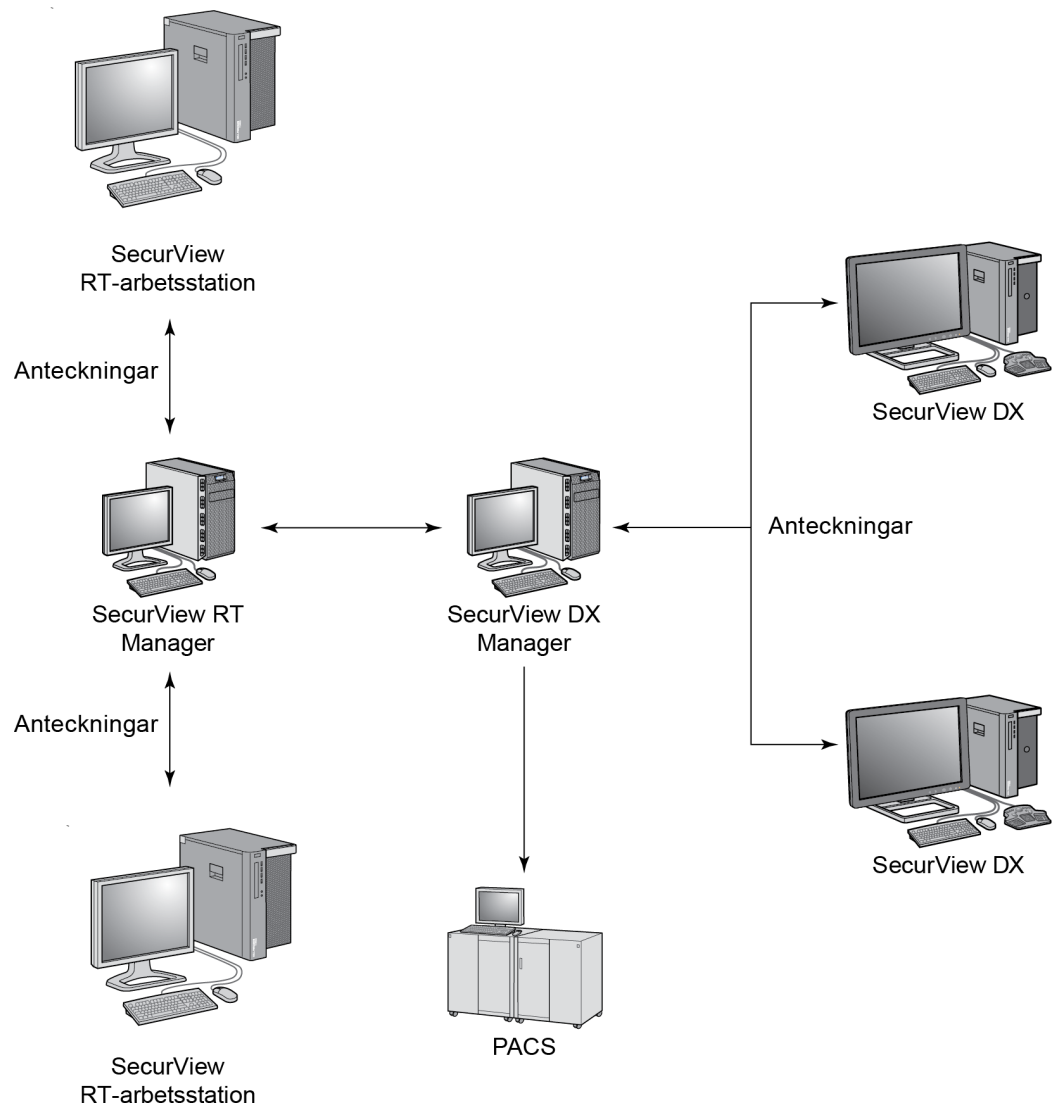 SecurView
RT-arbetsstation
Anteckningar
SecurView DX
SecurView RT
Manager
SecurView DX
Manager
Anteckningar
Anteckningar
SecurView DX
PACS
SecurView
RT-arbetsstation